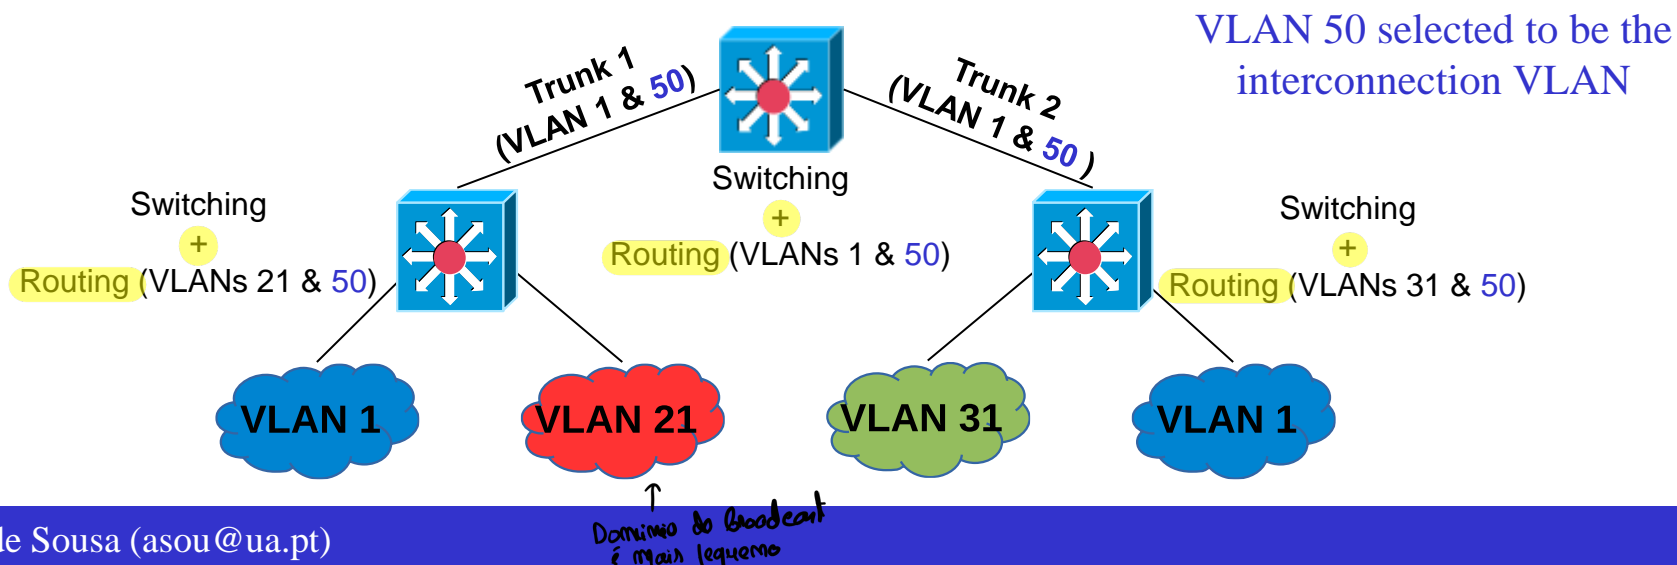 VLAN 50 selected to be the
interconnection VLAN
Trunk 1
(VLAN 1 & 50)
Trunk 2
(VLAN 1 & 50 )
Switching
+
Routing (VLANs 21 & 50)
Switching
+
Routing (VLANs 1 & 50)
Switching
+
Routing (VLANs 31 & 50)
VLAN 1
VLAN 21
VLAN 31
VLAN 1
de Sousa (asou@ua.pt)
Domínio do Broadcast
é mais pequeno